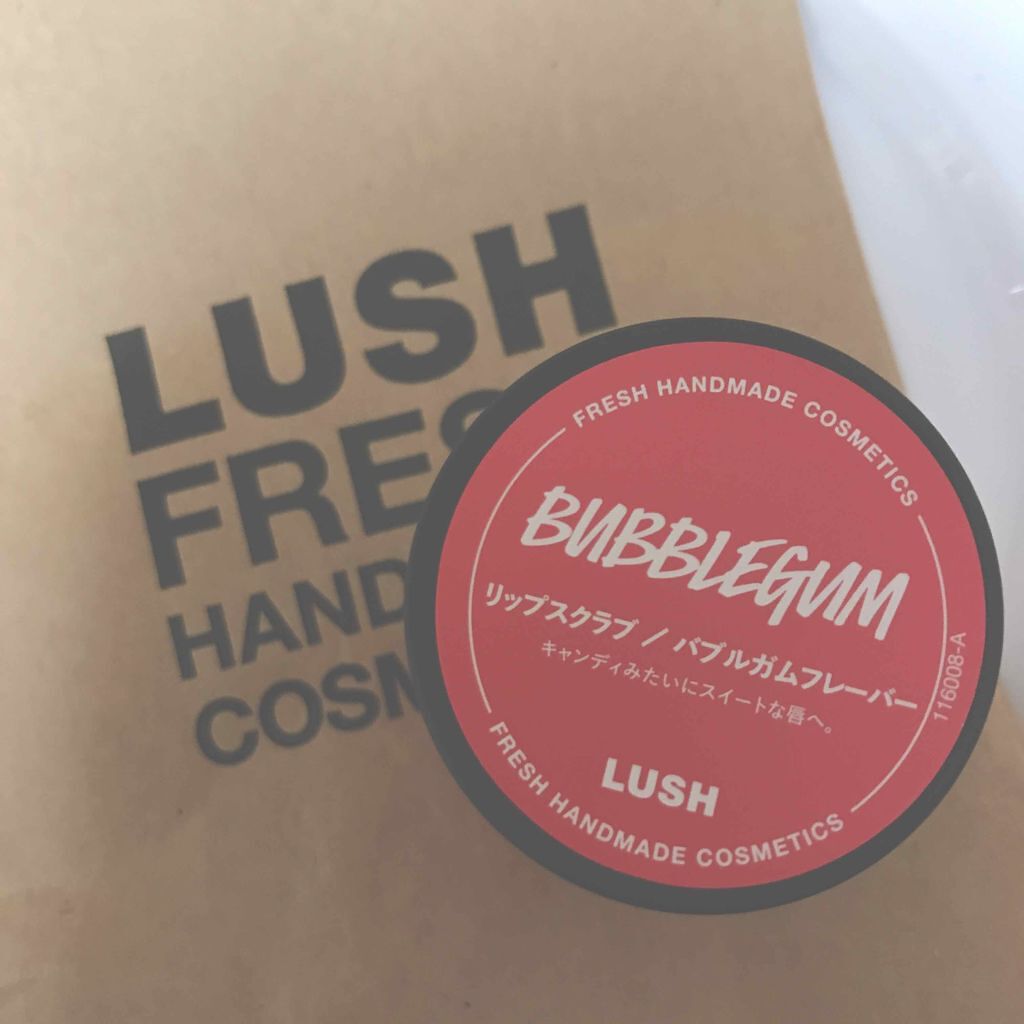 LUSH
FRES
HAND
COSM
FRESH HANDMADE COSMETICS
BUBBLEGUM
リップスクラブ / バブルガムフレーバー
キャンディみたいにスイートな唇へ。
116008-A
LUSH
FRESH HANDMADE COSMETICS